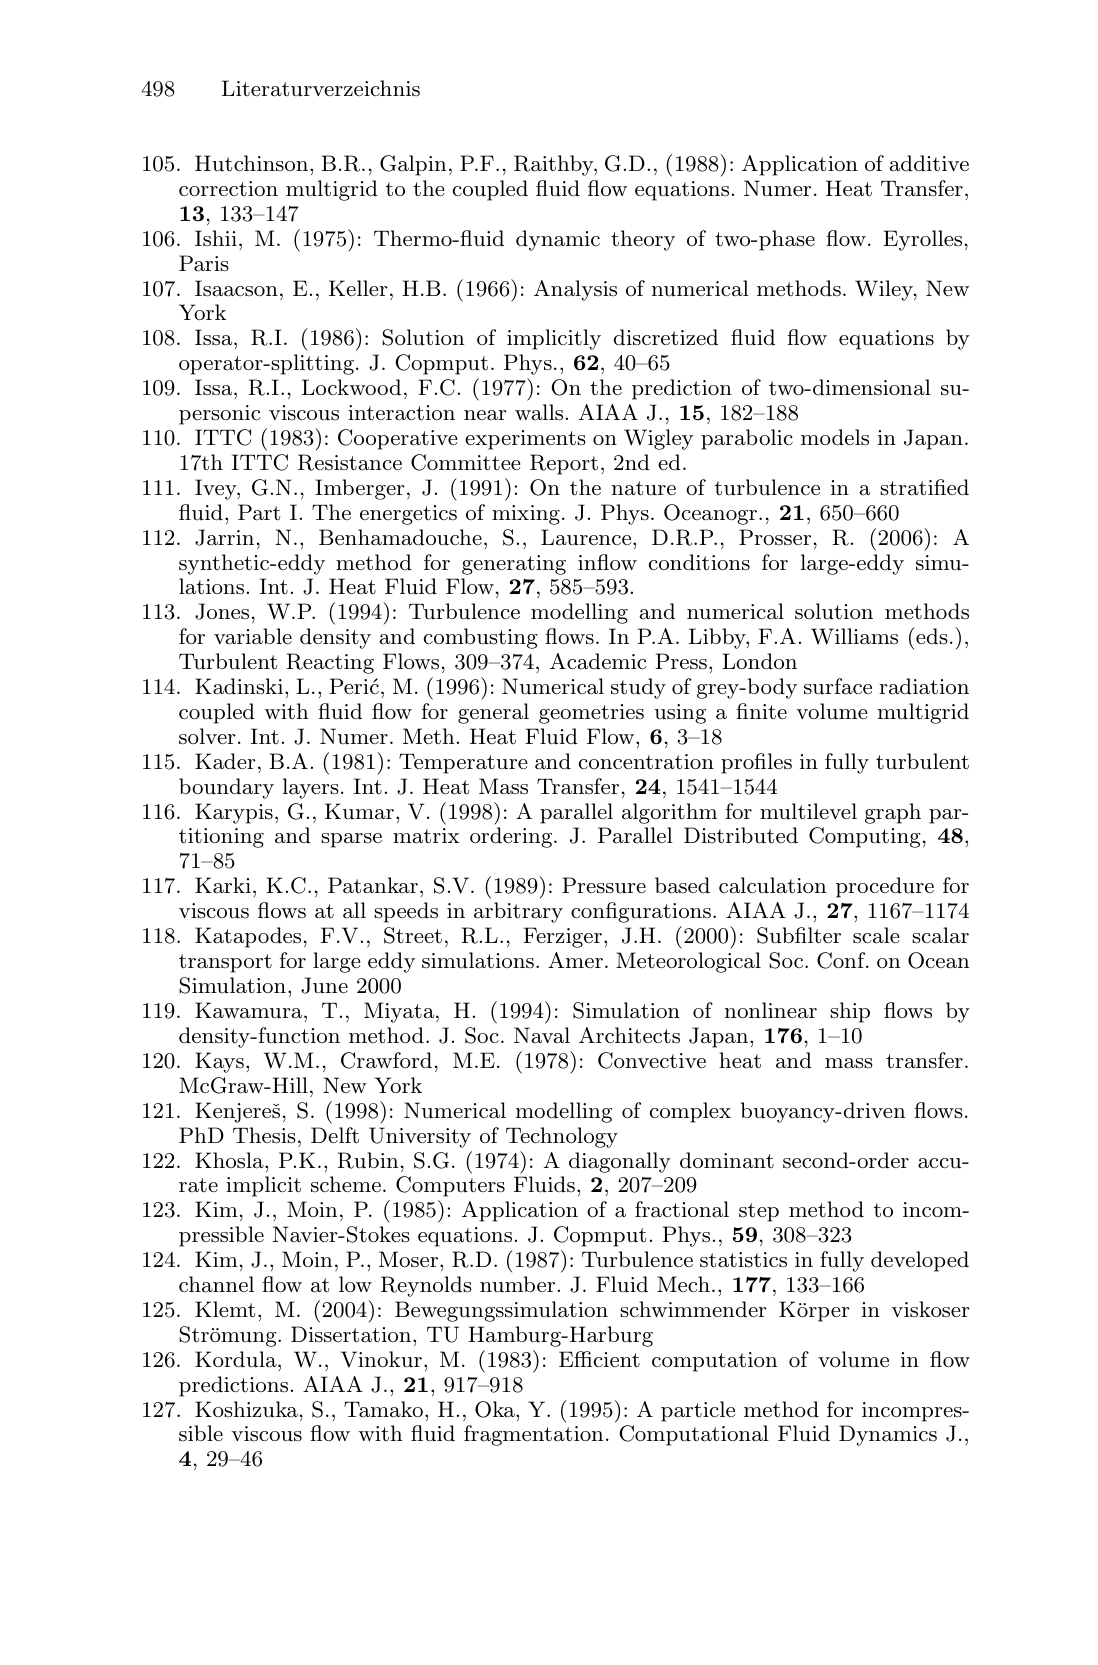 498 Literaturverzeichnis
105. Hutchinson, B.R., Galpin, P.F., Raithby, G.D., (1988): Application of additive
correction multigrid to the coupled fluid flow equations. Numer. Heat Transfer,
13, 133–147
106. Ishii, M. (1975): Thermo-fluid dynamic theory of two-phase flow. Eyrolles,
Paris
107. Isaacson, E., Keller, H.B. (1966): Analysis of numerical methods. Wiley, New
York
108. Issa, R.I. (1986): Solution of implicitly discretized fluid flow equations by
operator-splitting. J. Copmput. Phys., 62, 40–65
109. Issa, R.I., Lockwood, F.C. (1977): On the prediction of two-dimensional su-
personic viscous interaction near walls. AIAA J., 15, 182–188
110. ITTC (1983): Cooperative experiments on Wigley parabolic models in Japan.
17th ITTC Resistance Committee Report, 2nd ed.
111. Ivey, G.N., Imberger, J. (1991): On the nature of turbulence in a stratified
fluid, Part I. The energetics of mixing. J. Phys. Oceanogr., 21, 650–660
112. Jarrin, N., Benhamadouche, S., Laurence, D.R.P., Prosser, R. (2006): A
synthetic-eddy method for generating inflow conditions for large-eddy simu-
lations. Int. J. Heat Fluid Flow, 27, 585–593.
113. Jones, W.P. (1994): Turbulence modelling and numerical solution methods
for variable density and combusting flows. In P.A. Libby, F.A. Williams (eds.),
Turbulent Reacting Flows, 309–374, Academic Press, London
114. Kadinski, L., Perić, M. (1996): Numerical study of grey-body surface radiation
coupled with fluid flow for general geometries using a finite volume multigrid
solver. Int. J. Numer. Meth. Heat Fluid Flow, 6, 3–18
115. Kader, B.A. (1981): Temperature and concentration profiles in fully turbulent
boundary layers. Int. J. Heat Mass Transfer, 24, 1541–1544
116. Karypis, G., Kumar, V. (1998): A parallel algorithm for multilevel graph par-
titioning and sparse matrix ordering. J. Parallel Distributed Computing, 48,
71–85
117. Karki, K.C., Patankar, S.V. (1989): Pressure based calculation procedure for
viscous flows at all speeds in arbitrary configurations. AIAA J., 27, 1167–1174
118. Katapodes, F.V., Street, R.L., Ferziger, J.H. (2000): Subfilter scale scalar
transport for large eddy simulations. Amer. Meteorological Soc. Conf. on Ocean
Simulation, June 2000
119. Kawamura, T., Miyata, H. (1994): Simulation of nonlinear ship flows by
density-function method. J. Soc. Naval Architects Japan, 176, 1–10
120. Kays, W.M., Crawford, M.E. (1978): Convective heat and mass transfer.
McGraw-Hill, New York
121. Kenjereš, S. (1998): Numerical modelling of complex buoyancy-driven flows.
PhD Thesis, Delft University of Technology
122. Khosla, P.K., Rubin, S.G. (1974): A diagonally dominant second-order accu-
rate implicit scheme. Computers Fluids, 2, 207–209
123. Kim, J., Moin, P. (1985): Application of a fractional step method to incom-
pressible Navier-Stokes equations. J. Copmput. Phys., 59, 308–323
124. Kim, J., Moin, P., Moser, R.D. (1987): Turbulence statistics in fully developed
channel flow at low Reynolds number. J. Fluid Mech., 177, 133–166
125. Klemt, M. (2004): Bewegungssimulation schwimmender Körper in viskoser
Strömung. Dissertation, TU Hamburg-Harburg
126. Kordula, W., Vinokur, M. (1983): Efficient computation of volume in flow
predictions. AIAA J., 21, 917–918
127. Koshizuka, S., Tamako, H., Oka, Y. (1995): A particle method for incompres-
sible viscous flow with fluid fragmentation. Computational Fluid Dynamics J.,
4, 29–46